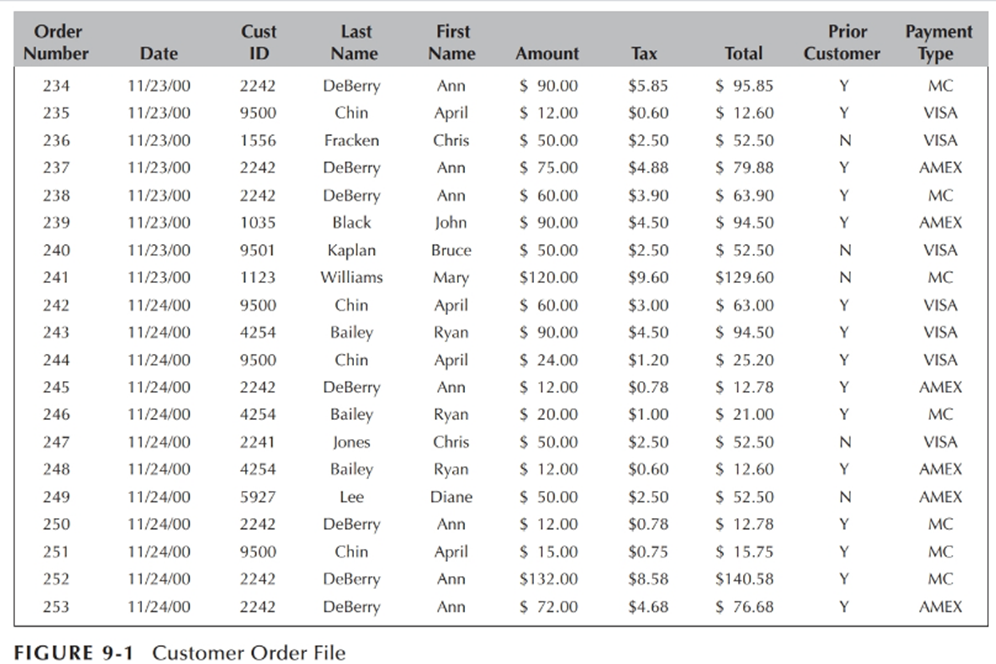 Order Cust Last First Prior Payment
Number Date ID Name Name Amount Tax Total Customer Type
234 11/23/00 2242 DeBerry Ann $ 90.00 $5.85 $ 95.85 Y MC
235 11/23/00 9500 Chin April $ 12.00 $0.60 $ 12.60 Y VISA
236 11/23/00 1556 Fracken Chris $ 50.00 $2.50 $ 52.50 N VISA
237 11/23/00 2242 DeBerry Ann $ 75.00 $4.88 $ 79.88 Y AMEX
238 11/23/00 2242 DeBerry Ann $ 60.00 $3.90 $ 63.90 Y MC
239 11/23/00 1035 Black John $ 90.00 $4.50 $ 94.50 Y AMEX
240 11/23/00 9501 Kaplan Bruce $ 50.00 $2.50 $ 52.50 N VISA
241 11/23/00 1123 Williams Mary $120.00 $9.60 $129.60 N MC
242 11/24/00 9500 Chin April $ 60.00 $3.00 $ 63.00 Y VISA
243 11/24/00 4254 Bailey Ryan $ 90.00 $4.50 $ 94.50 Y VISA
244 11/24/00 9500 Chin April $ 24.00 $1.20 $ 25.20 Y VISA
245 11/24/00 2242 DeBerry Ann $ 12.00 $0.78 $ 12.78 Y AMEX
246 11/24/00 4254 Bailey Ryan $ 20.00 $1.00 $ 21.00 Y MC
247 11/24/00 2241 Jones Chris $ 50.00 $2.50 $ 52.50 N VISA
248 11/24/00 4254 Bailey Ryan $ 12.00 $0.60 $ 12.60 Y AMEX
249 11/24/00 5927 Lee Diane $ 50.00 $2.50 $ 52.50 N AMEX
250 11/24/00 2242 DeBerry Ann $ 12.00 $0.78 $ 12.78 Y MC
251 11/24/00 9500 Chin April $ 15.00 $0.75 $ 15.75 Y MC
252 11/24/00 2242 DeBerry Ann $132.00 $8.58 $140.58 Y MC
253 11/24/00 2242 DeBerry Ann $ 72.00 $4.68 $ 76.68 Y AMEX
FIGURE 9-1 Customer Order File